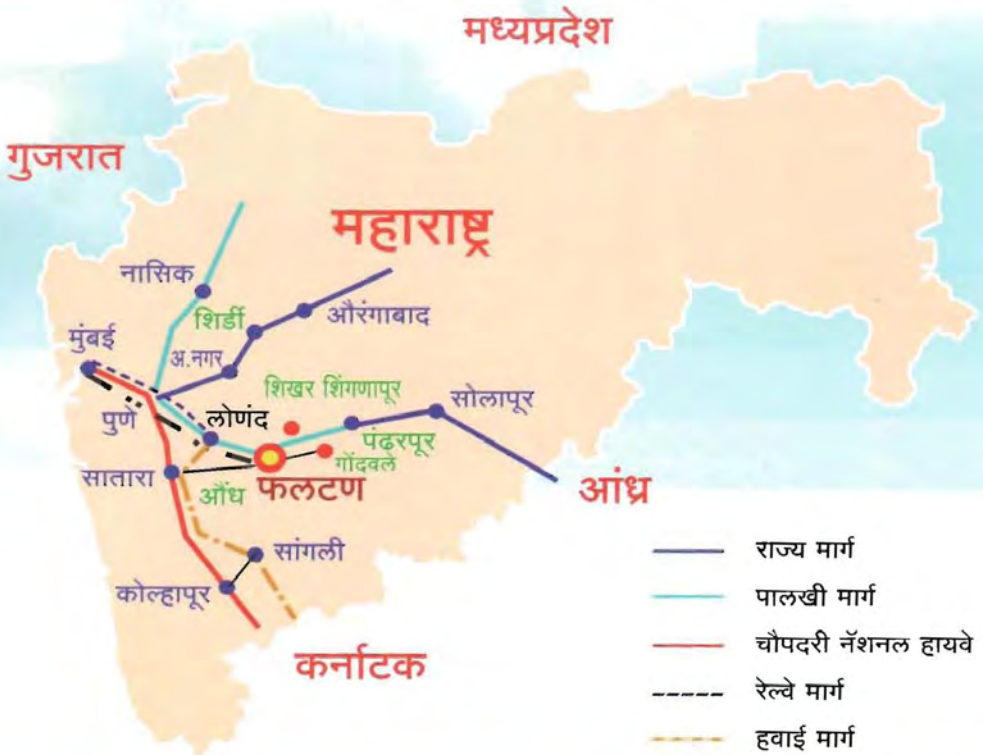 मध्यप्रदेश
गुजरात
महाराष्ट्र
नासिक
शिर्डी
औरंगाबाद
मुंबई
अ.नगर
शिखर शिंगणापूर
सोलापूर
पुणे
लोणंद
पंढरपूर
गोंदवले
सातारा
औंध
फलटण
आंध्र
सांगली
कोल्हापूर
कर्नाटक
राज्य मार्ग
पालखी मार्ग
चौपदरी नॅशनल हायवे
रेल्वे मार्ग
हवाई मार्ग